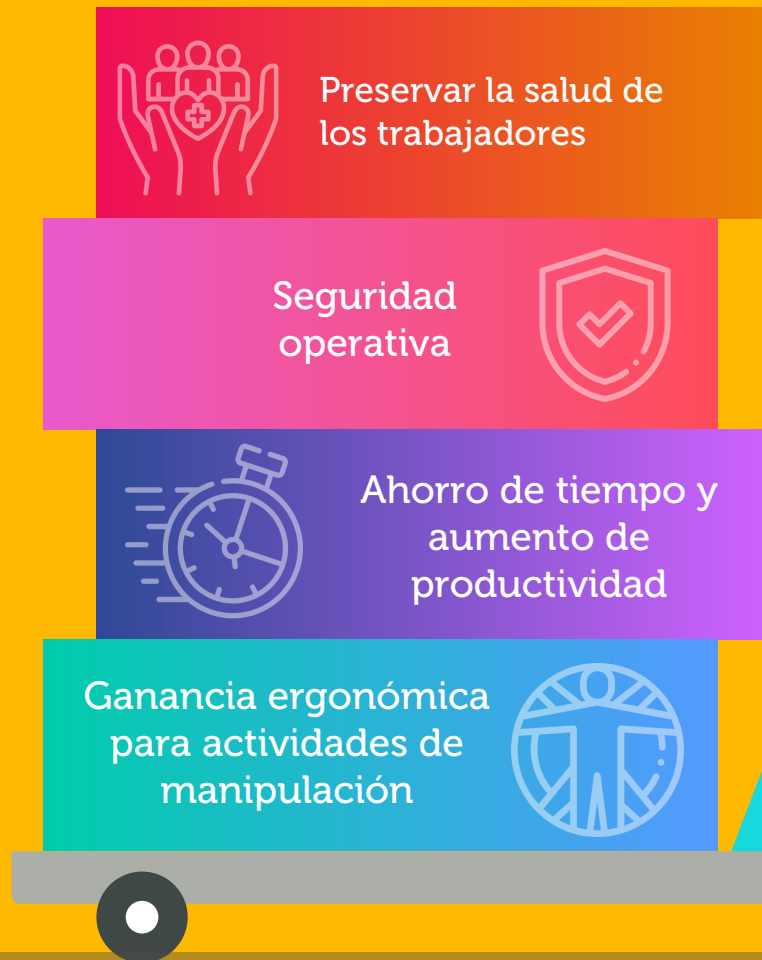 Preservar la salud de
los trabajadores
Seguridad
operativa
Ahorro de tiempo y
aumento de
productividad
Ganancia ergonómica
para actividades de
manipulación